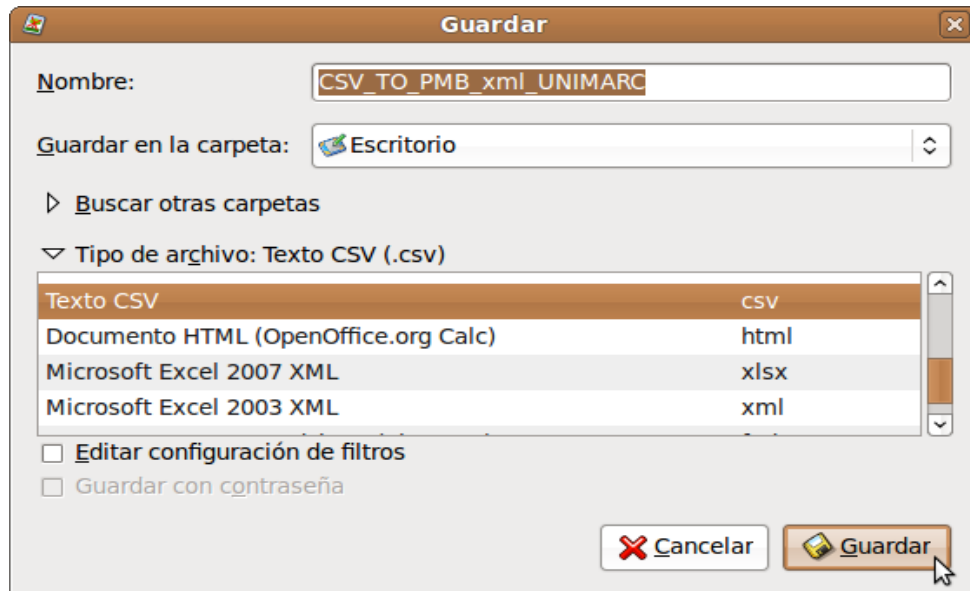 Guardar
Nombre: CSV_TO_PMB_xml_UNIMARC
Guardar en la carpeta: Escritorio
Buscar otras carpetas
Tipo de archivo: Texto CSV (.csv)
Texto CSV csv
Documento HTML (OpenOffice.org Calc) html
Microsoft Excel 2007 XML xlsx
Microsoft Excel 2003 XML xml
Editar configuración de filtros
Guardar con contraseña
Cancelar Guardar